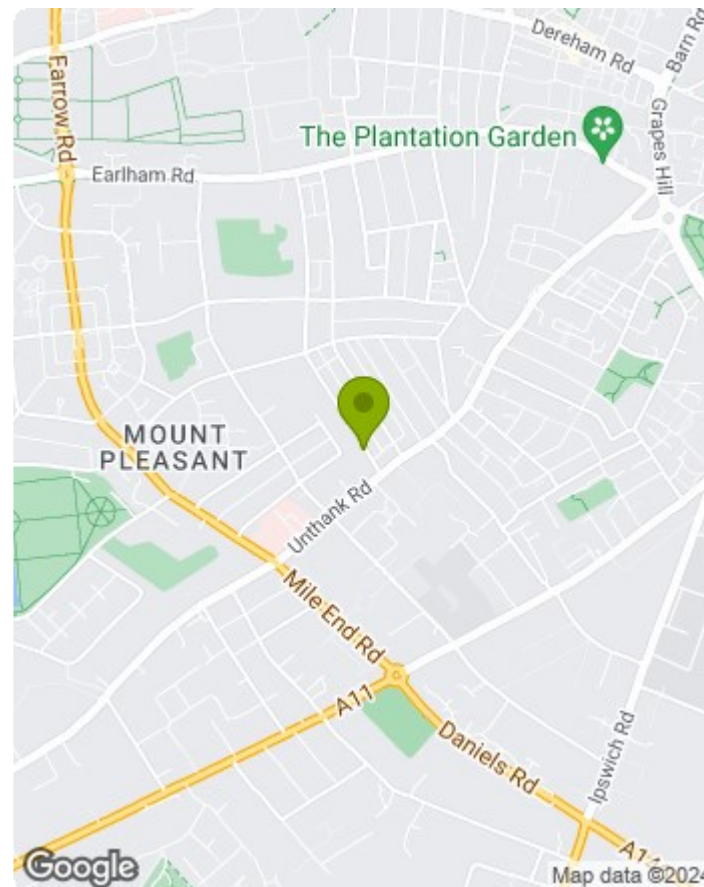 Dereham Rd
Barn Rd
Farrow Rd
The Plantation Garden
Grapes Hill
Earlham Rd
MOUNT
PLEASANT
Unthank Rd
Mile End Rd
A11
Daniels Rd
Ipswich Rd
Google
Map data ©2024